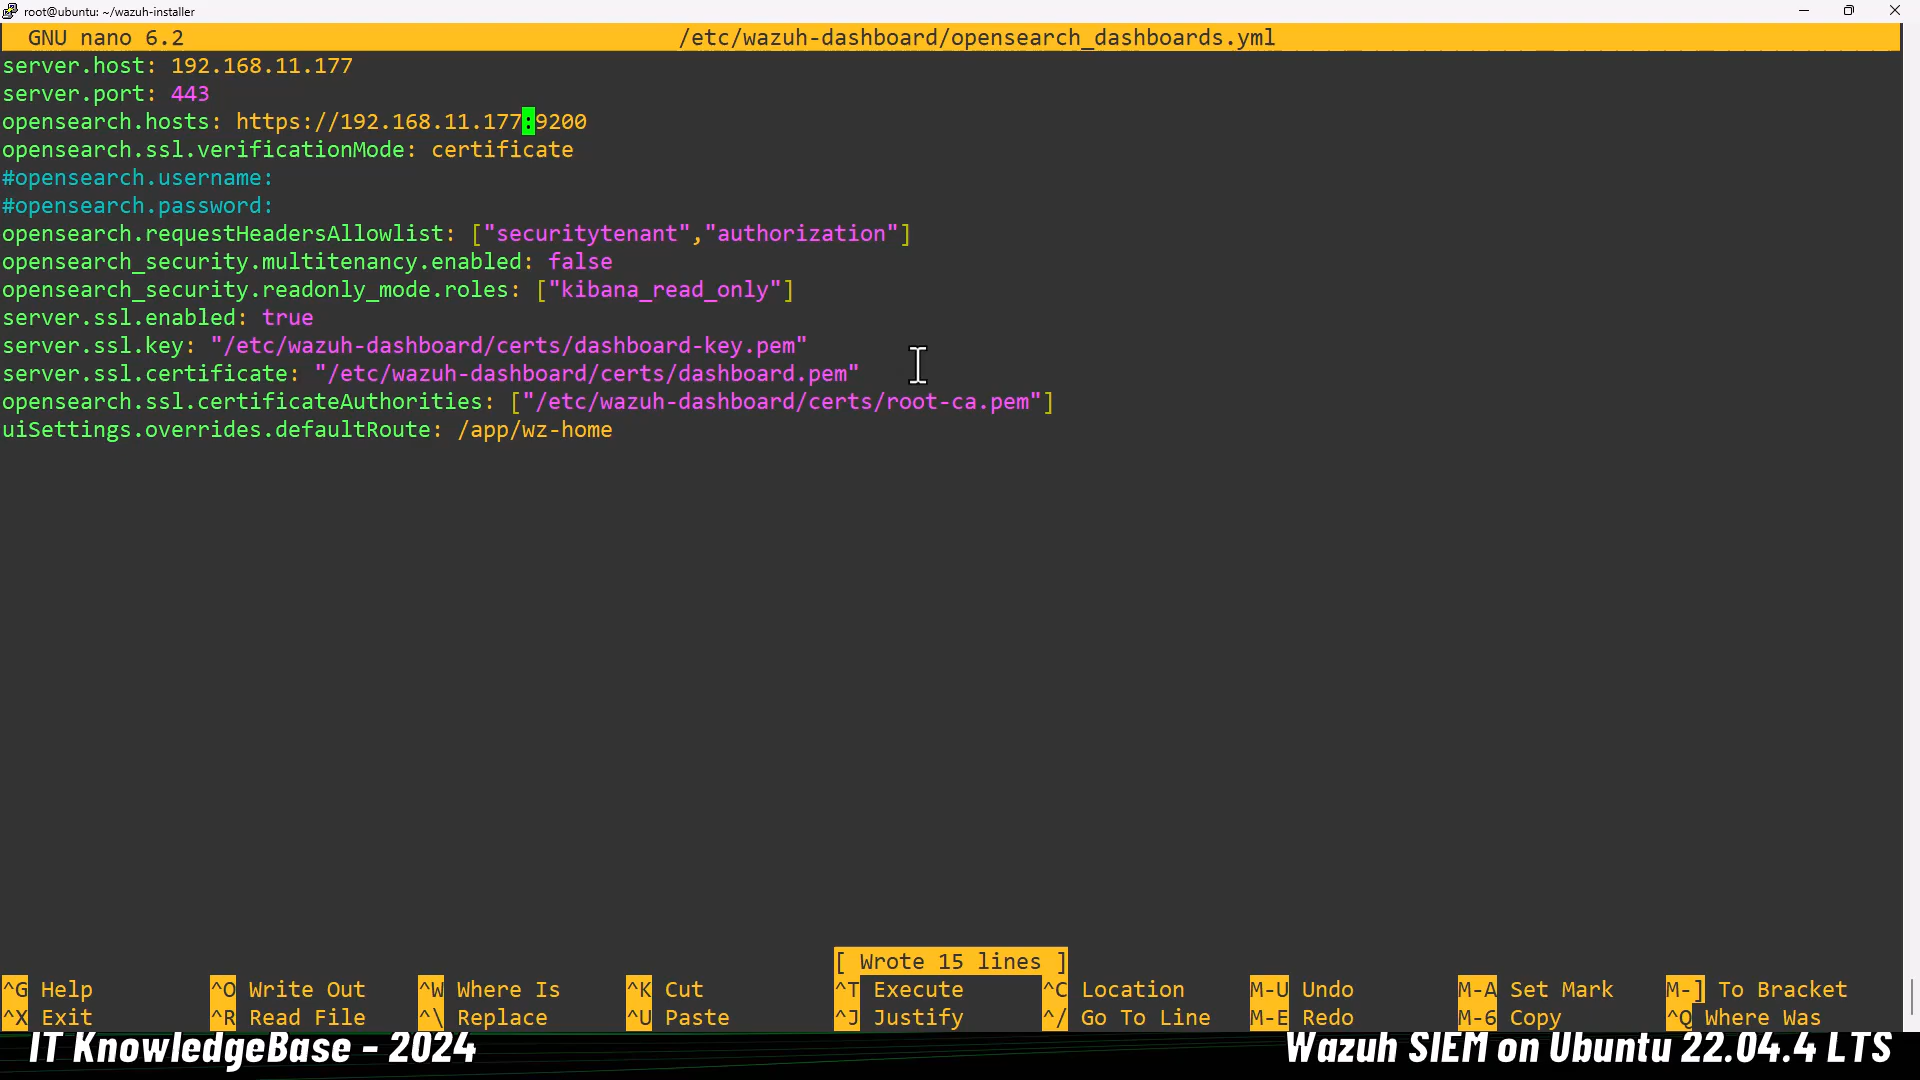 root@ubuntu: ~/wazuh-installer
GNU nano 6.2 /etc/wazuh-dashboard/opensearch_dashboards.yml
server.host: 192.168.11.177
server.port: 443
opensearch.hosts: https://192.168.11.177:9200
opensearch.ssl.verificationMode: certificate
#opensearch.username:
#opensearch.password:
opensearch.requestHeadersAllowlist: ["securitytenant","authorization"]
opensearch_security.multitenancy.enabled: false
opensearch_security.readonly_mode.roles: ["kibana_read_only"]
server.ssl.enabled: true
server.ssl.key: "/etc/wazuh-dashboard/certs/dashboard-key.pem"
server.ssl.certificate: "/etc/wazuh-dashboard/certs/dashboard.pem"
opensearch.ssl.certificateAuthorities: ["/etc/wazuh-dashboard/certs/root-ca.pem"]
uiSettings.overrides.defaultRoute: /app/wz-home
[ Wrote 15 lines ]
^G Help ^O Write Out ^W Where Is ^K Cut ^T Execute ^C Location M-U Undo M-A Set Mark M-] To Bracket
^X Exit ^R Read File ^\ Replace ^U Paste ^J Justify ^/ Go To Line M-E Redo M-6 Copy ^Q Where Was
IT KnowledgeBase - 2024 Wazuh SIEM on Ubuntu 22.04.4 LTS